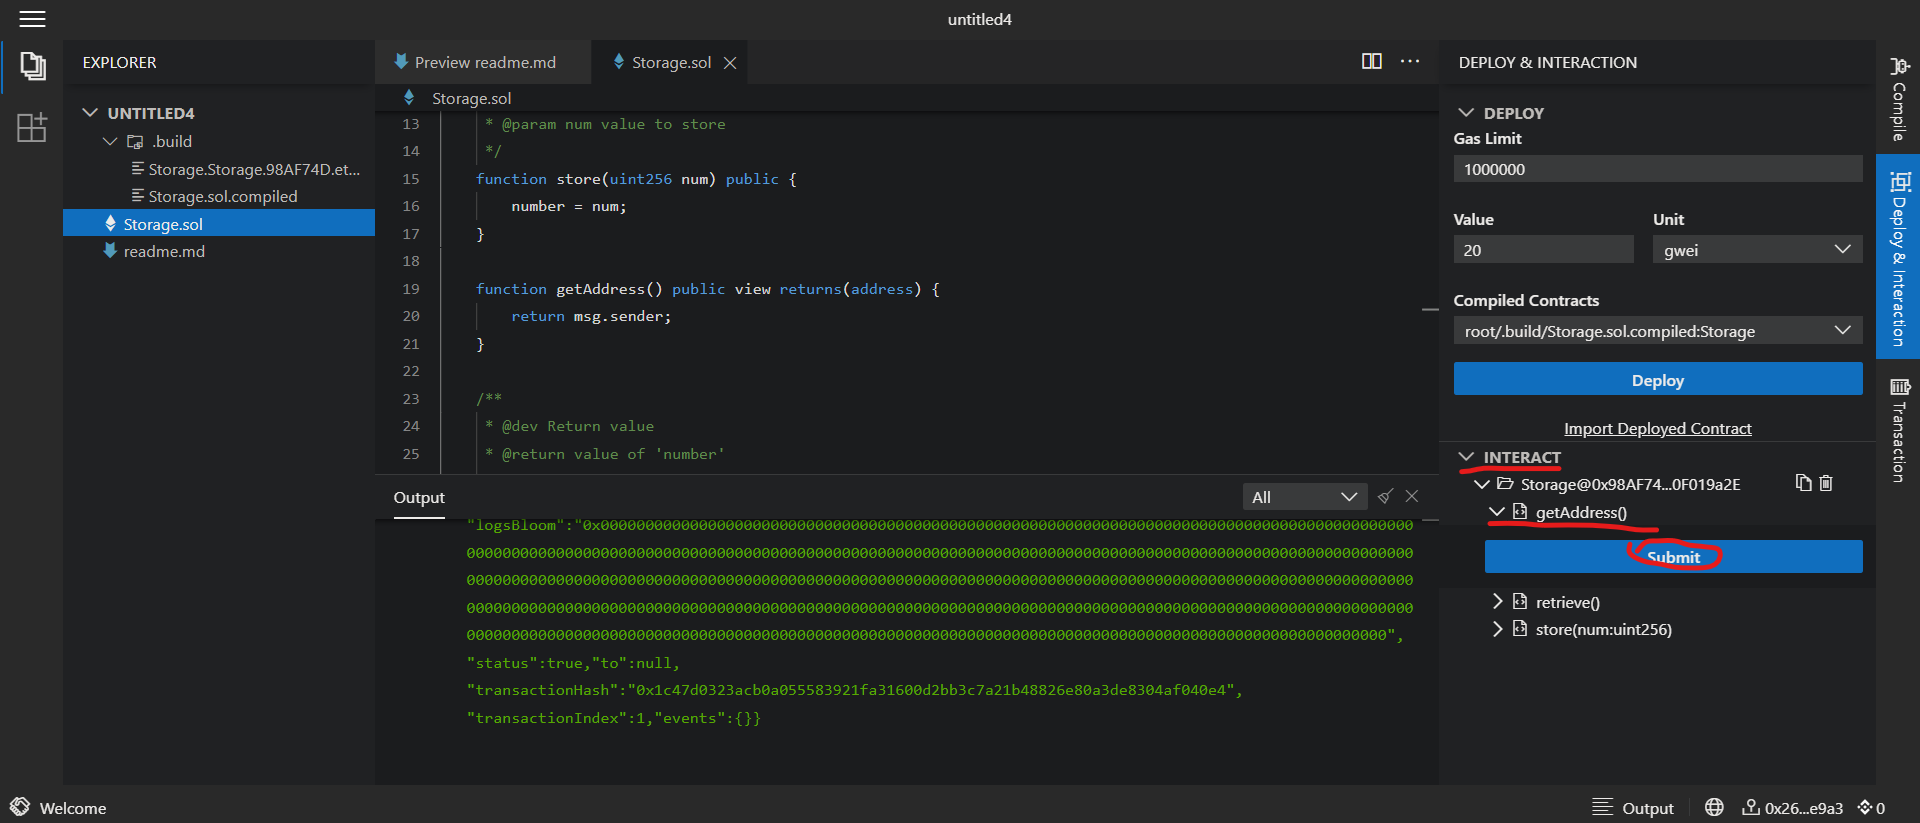 untitled4
EXPLORER
UNTITLED4
.build
Storage.Storage.98AF74D.et...
Storage.sol.compiled
Storage.sol
readme.md
Preview readme.md
Storage.sol
Storage.sol
13 * @param num value to store
14 */
15 function store(uint256 num) public {
16 number = num;
17 }
18
19 function getAddress() public view returns(address) {
20 return msg.sender;
21 }
22
23 /**
24 * @dev Return value
25 * @return value of 'number'
Output
All
"status":true,"to":null,
"transactionHash":"0x1c47d0323acb0a055583921fa31600d2bb3c7a21b48826e80a3de8304af040e4",
"transactionIndex":1,"events":{}}
DEPLOY & INTERACTION
DEPLOY
Gas Limit
1000000
Value Unit
20 gwei
Compiled Contracts
root/.build/Storage.sol.compiled:Storage
Deploy
Import Deployed Contract
INTERACT
Storage@0x98AF74...0F019a2E
getAddress()
Submit
retrieve()
store(num:uint256)
Compile
Deploy & Interaction
Transaction
Welcome
Output
0x26...e9a3
0